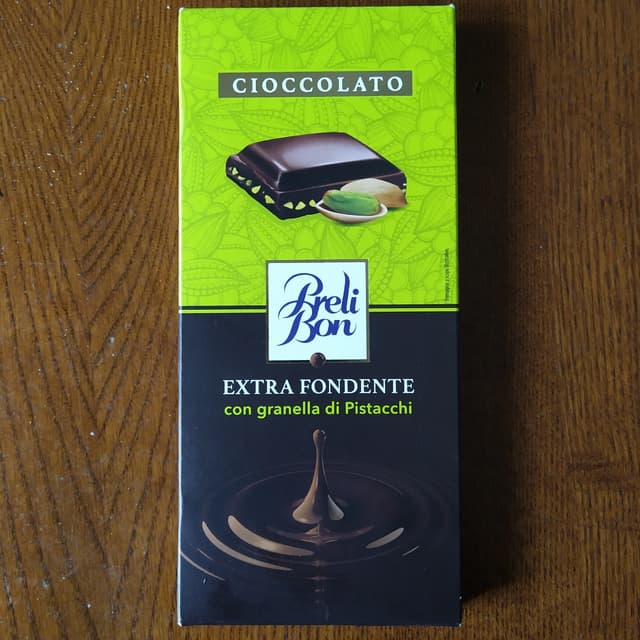 CIOCCOLATO
Preli
Bon
EXTRA FONDENTE
con granella di Pistacchi